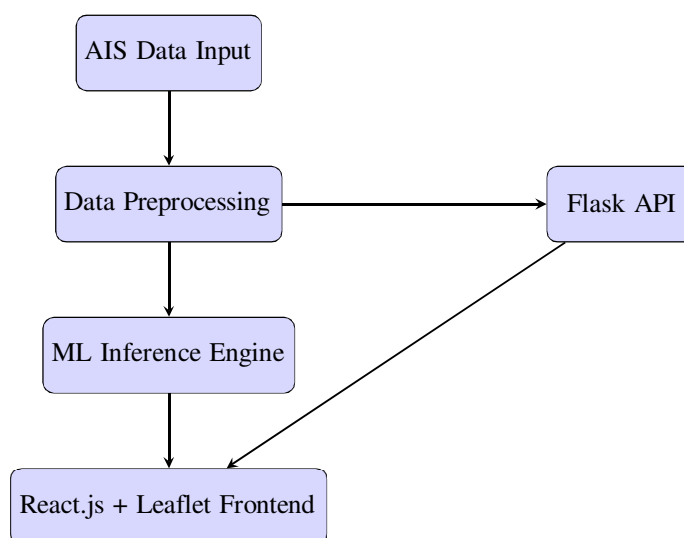 AIS Data Input
Data Preprocessing
Flask API
ML Inference Engine
React.js + Leaflet Frontend